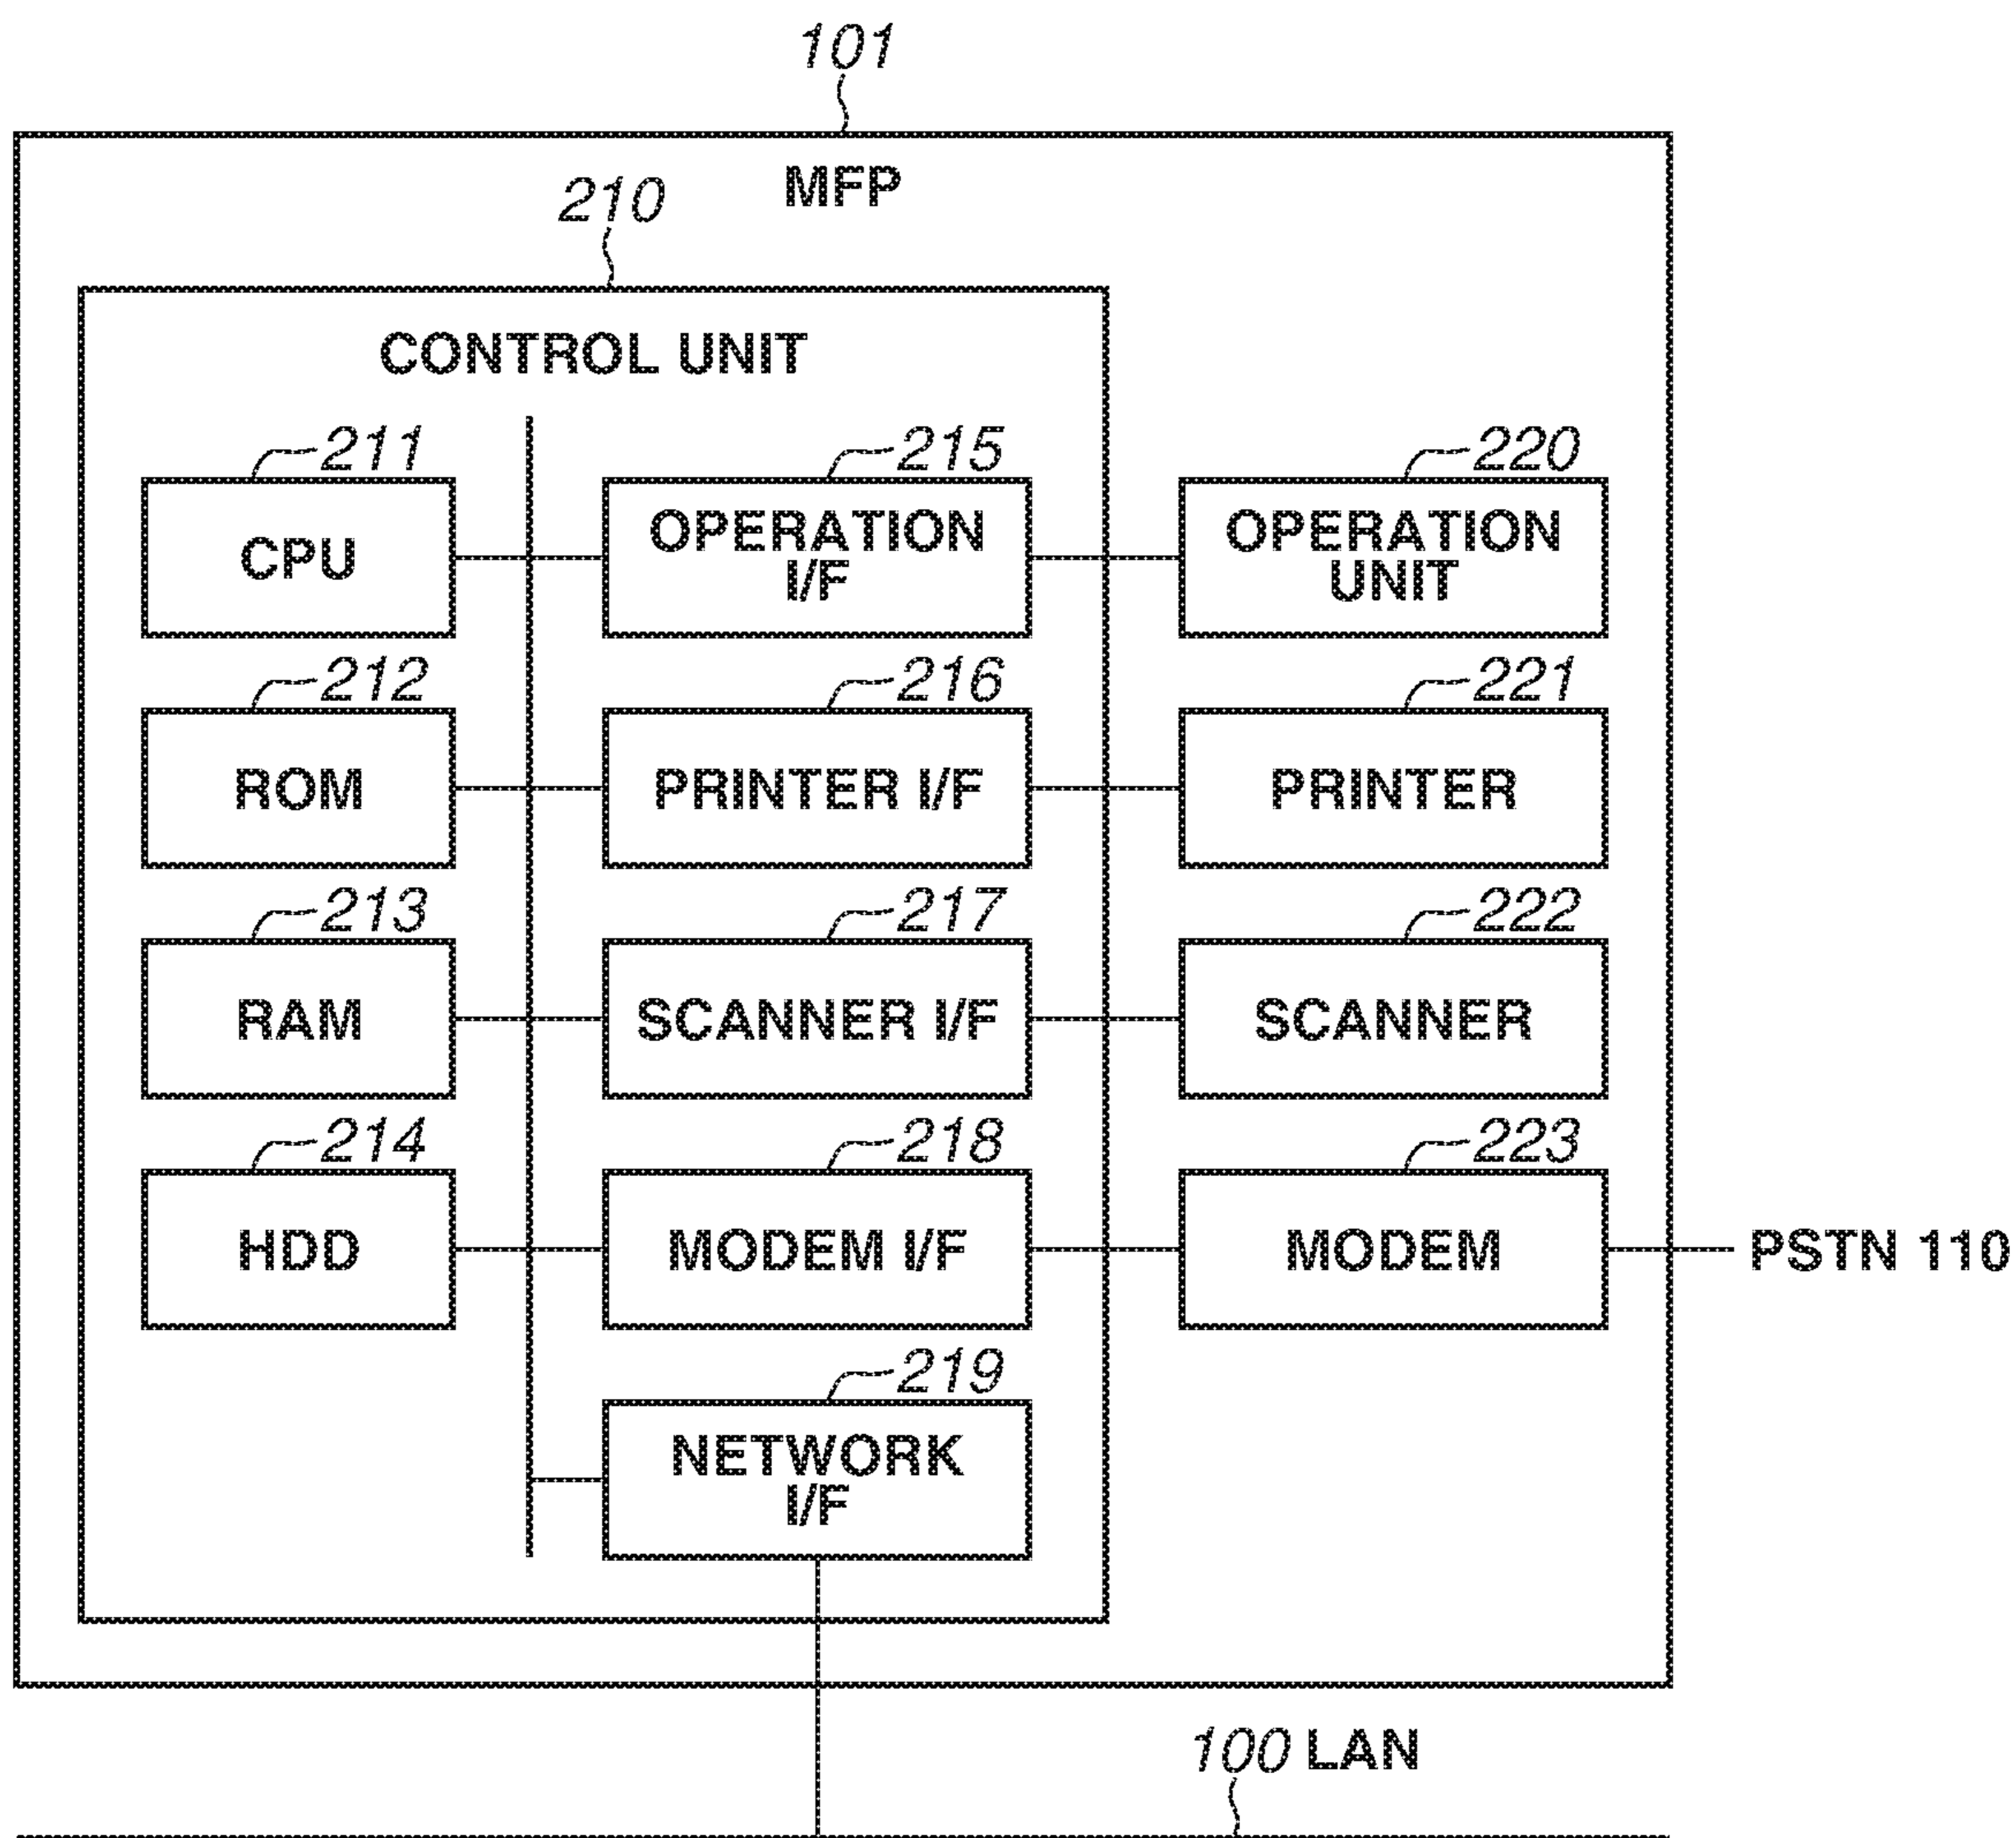 101
MFP
210
CONTROL UNIT
211 215 220
CPU
OPERATION
I/F
OPERATION
UNIT
212 216 221
ROM PRINTER I/F PRINTER
213 217 222
RAM SCANNER I/F SCANNER
214 218 223
HDD MODEM I/F MODEM PSTN 110
219
NETWORK
I/F
100 LAN